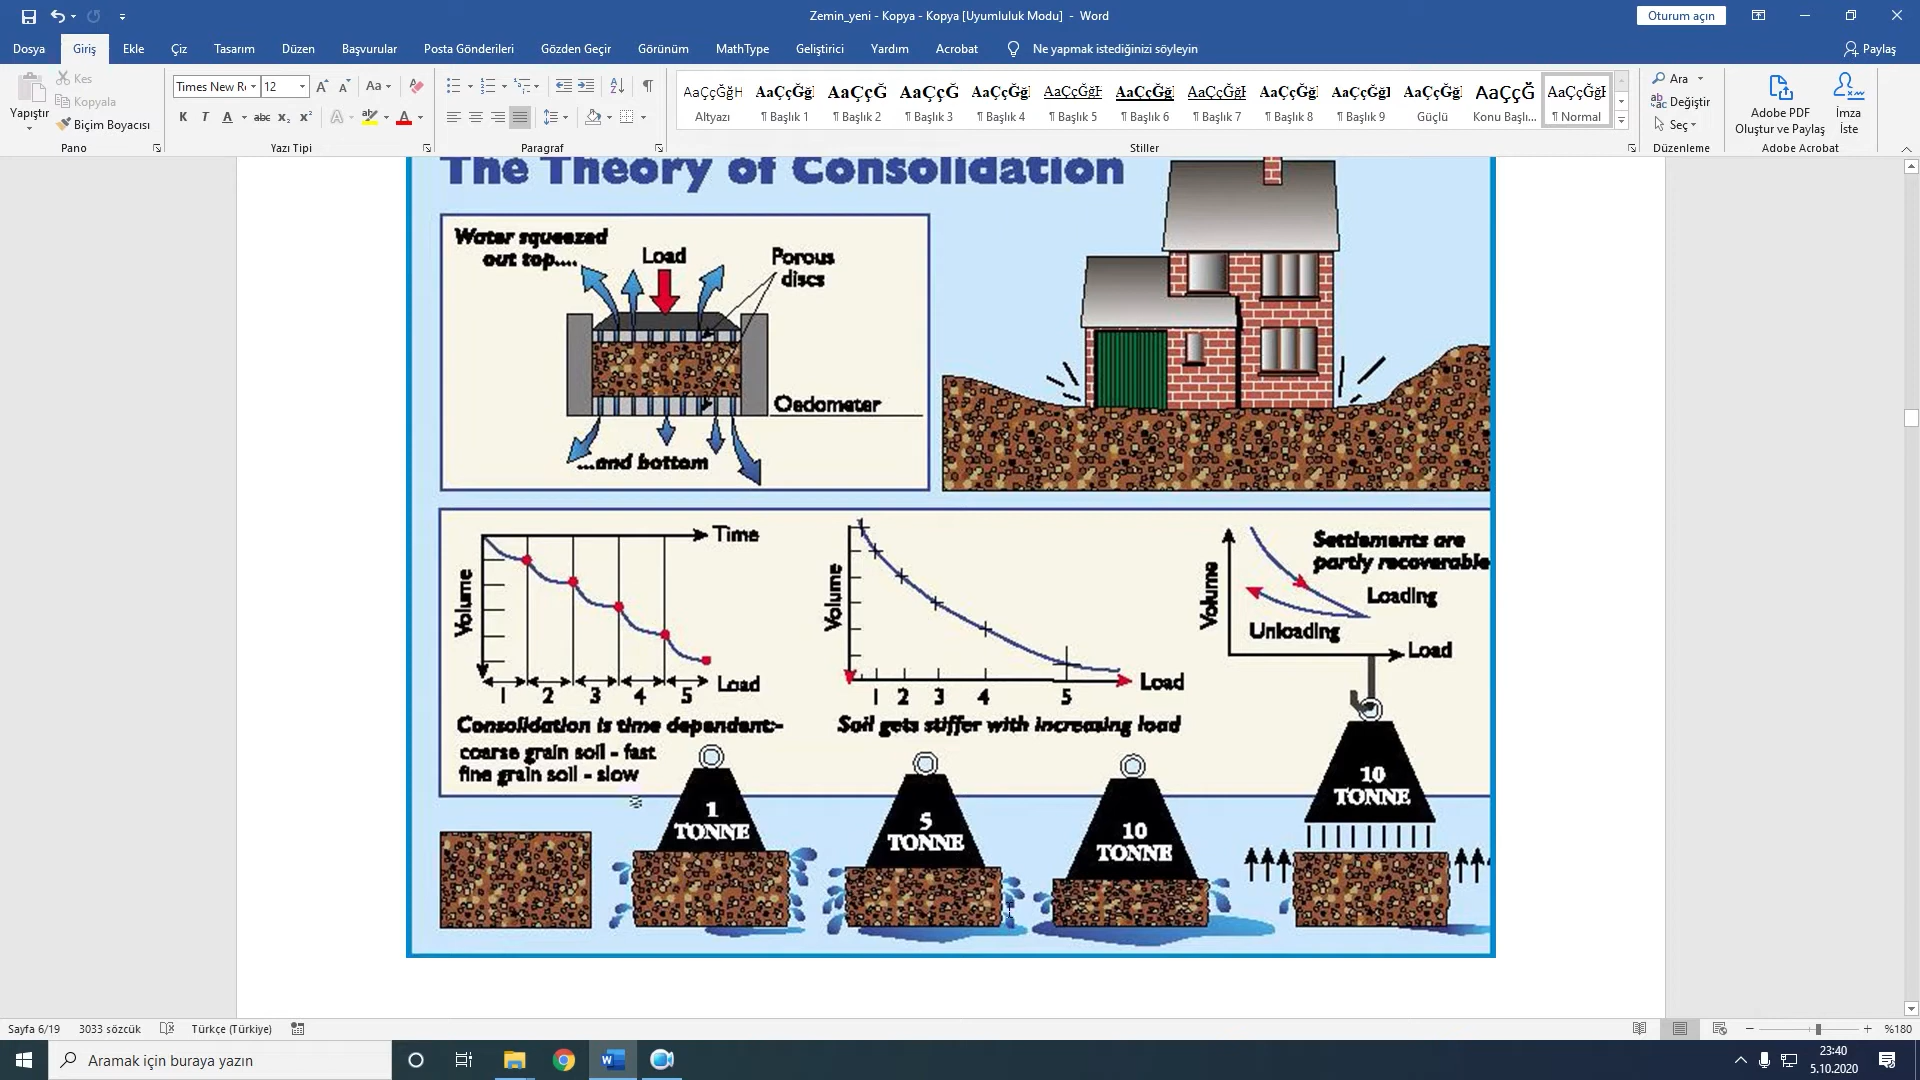 Zemin_yeni - Kopya - Kopya [Uyumluluk Modu] - Word
Oturum açın
Dosya Giriş Ekle Çiz Tasarım Düzen Başvurular Posta Gönderileri Gözden Geçir Görünüm MathType Geliştirici Yardım Acrobat Ne yapmak istediğinizi söyleyin Paylaş
Yapıştır
Kes
Kopyala
Biçim Boyacısı
Pano
Times New R
12
Aa
K T A abc x₂ x²
Yazı Tipi
Paragraf
AaÇçĞğH AaÇçĞğ AaÇçĞ AaÇçĞ AaÇçĞğ AaÇçĞğH AaÇçĞğ AaÇçĞğI AaÇçĞğ AaÇçĞğI AaÇçĞğ AaÇçĞ AaÇçĞğH
Altyazı ¶ Başlık 1 ¶ Başlık 2 ¶ Başlık 3 ¶ Başlık 4 ¶ Başlık 5 ¶ Başlık 6 ¶ Başlık 7 ¶ Başlık 8 ¶ Başlık 9 Güçlü Konu Başlı... ¶ Normal
Stiller
Ara
Değiştir
Seç
Düzenleme
Adobe PDF
Oluştur ve Paylaş
İmza
İste
Adobe Acrobat
The Theory of Consolidation
Water squeezed
out top....
Load
Porous
discs
Oedometer
...and bottom
Time
Volume
1 2 3 4 5
Load
Consolidation is time dependent:-
coarse grain soil - fast
fine grain soil - slow
Volume
1 2 3 4 5
Load
Soil gets stiffer with increasing load
Volume
Settlements are
partly recoverable
Loading
Unloading
Load
1
TONNE
5
TONNE
10
TONNE
10
TONNE
Sayfa 6/19 3033 sözcük Türkçe (Türkiye) %180
Aramak için buraya yazın
23:40
5.10.2020